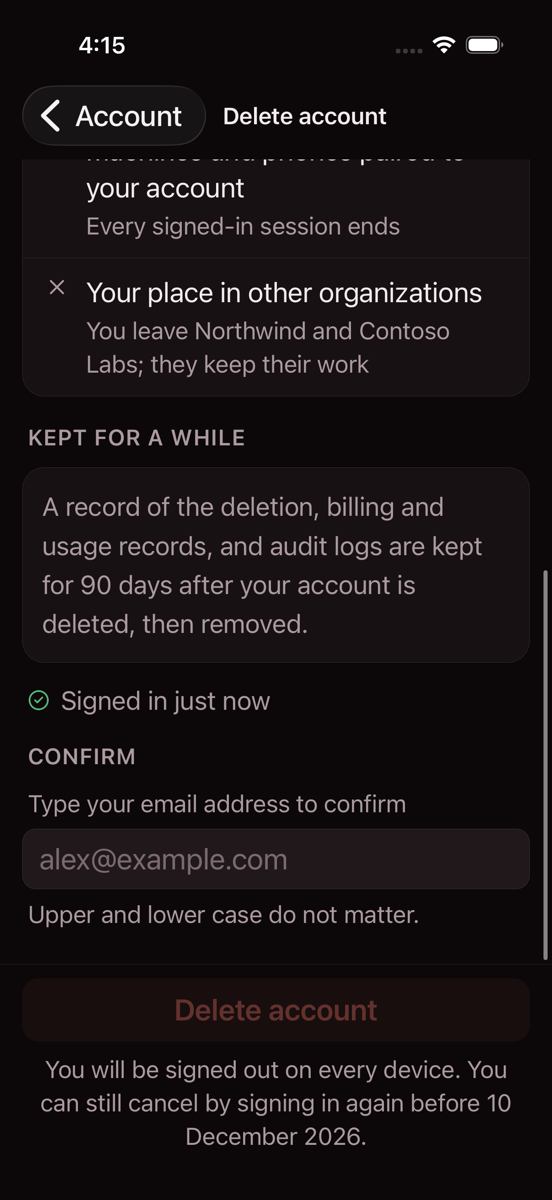 4:15
Account
Delete account
machines and phones paired to
your account
Every signed-in session ends
Your place in other organizations
You leave Northwind and Contoso
Labs; they keep their work
KEPT FOR A WHILE
A record of the deletion, billing and
usage records, and audit logs are kept
for 90 days after your account is
deleted, then removed.
Signed in just now
CONFIRM
Type your email address to confirm
alex@example.com
Upper and lower case do not matter.
Delete account
You will be signed out on every device. You
can still cancel by signing in again before 10
December 2026.